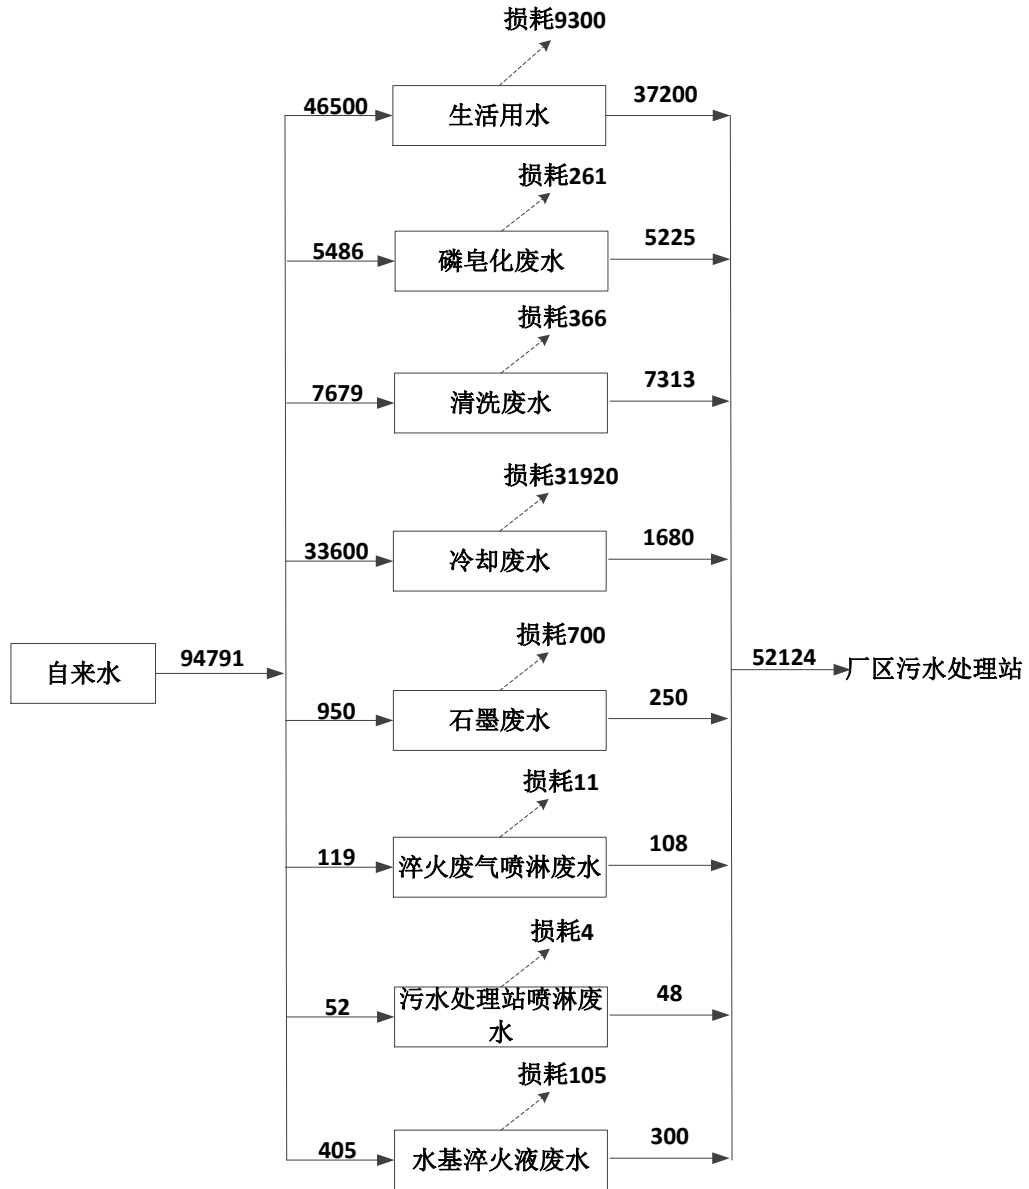 损耗9300
46500
生活用水
37200
损耗261
5486
磷皂化废水
5225
损耗366
7679
清洗废水
7313
损耗31920
33600
冷却废水
1680
自来水
94791
损耗700
950
石墨废水
250
52124
厂区污水处理站
损耗11
119
淬火废气喷淋废水
108
损耗4
52
污水处理站喷淋废
水
48
损耗105
405
水基淬火液废水
300